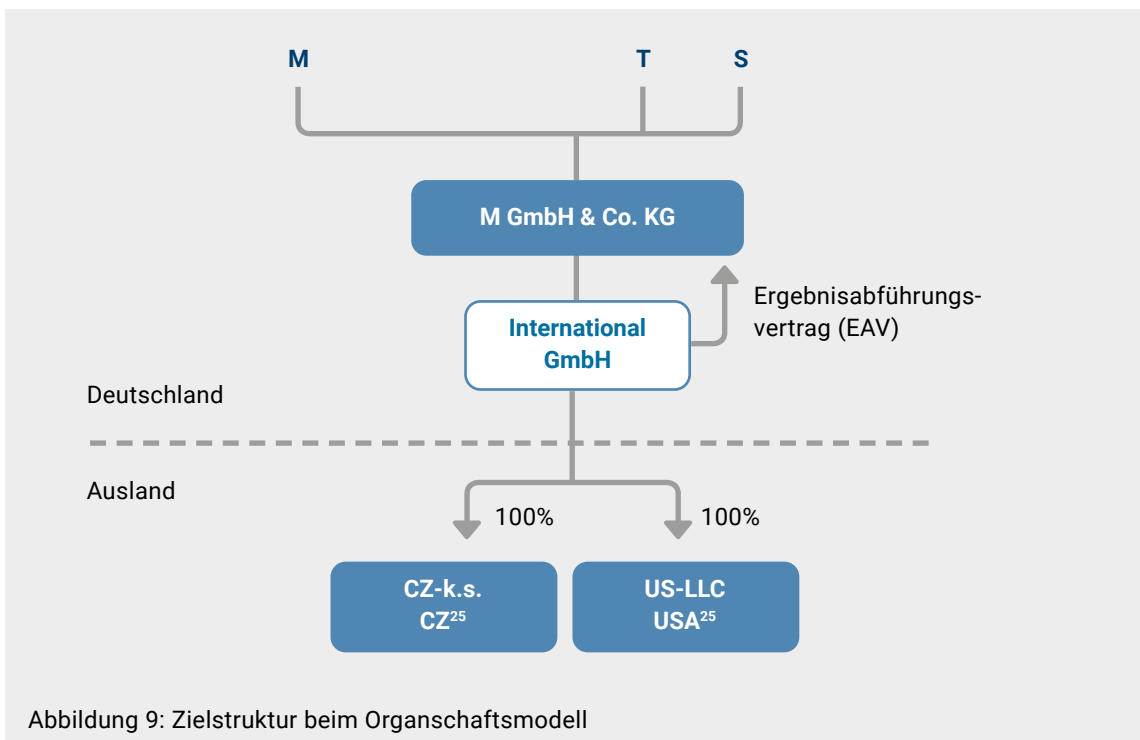 M T S
M GmbH & Co. KG
Ergebnisabführungs-
vertrag (EAV)
International
GmbH
Deutschland
Ausland
100% 100%
CZ-k.s.
CZ²⁵
US-LLC
USA²⁵
Abbildung 9: Zielstruktur beim Organschaftsmodell